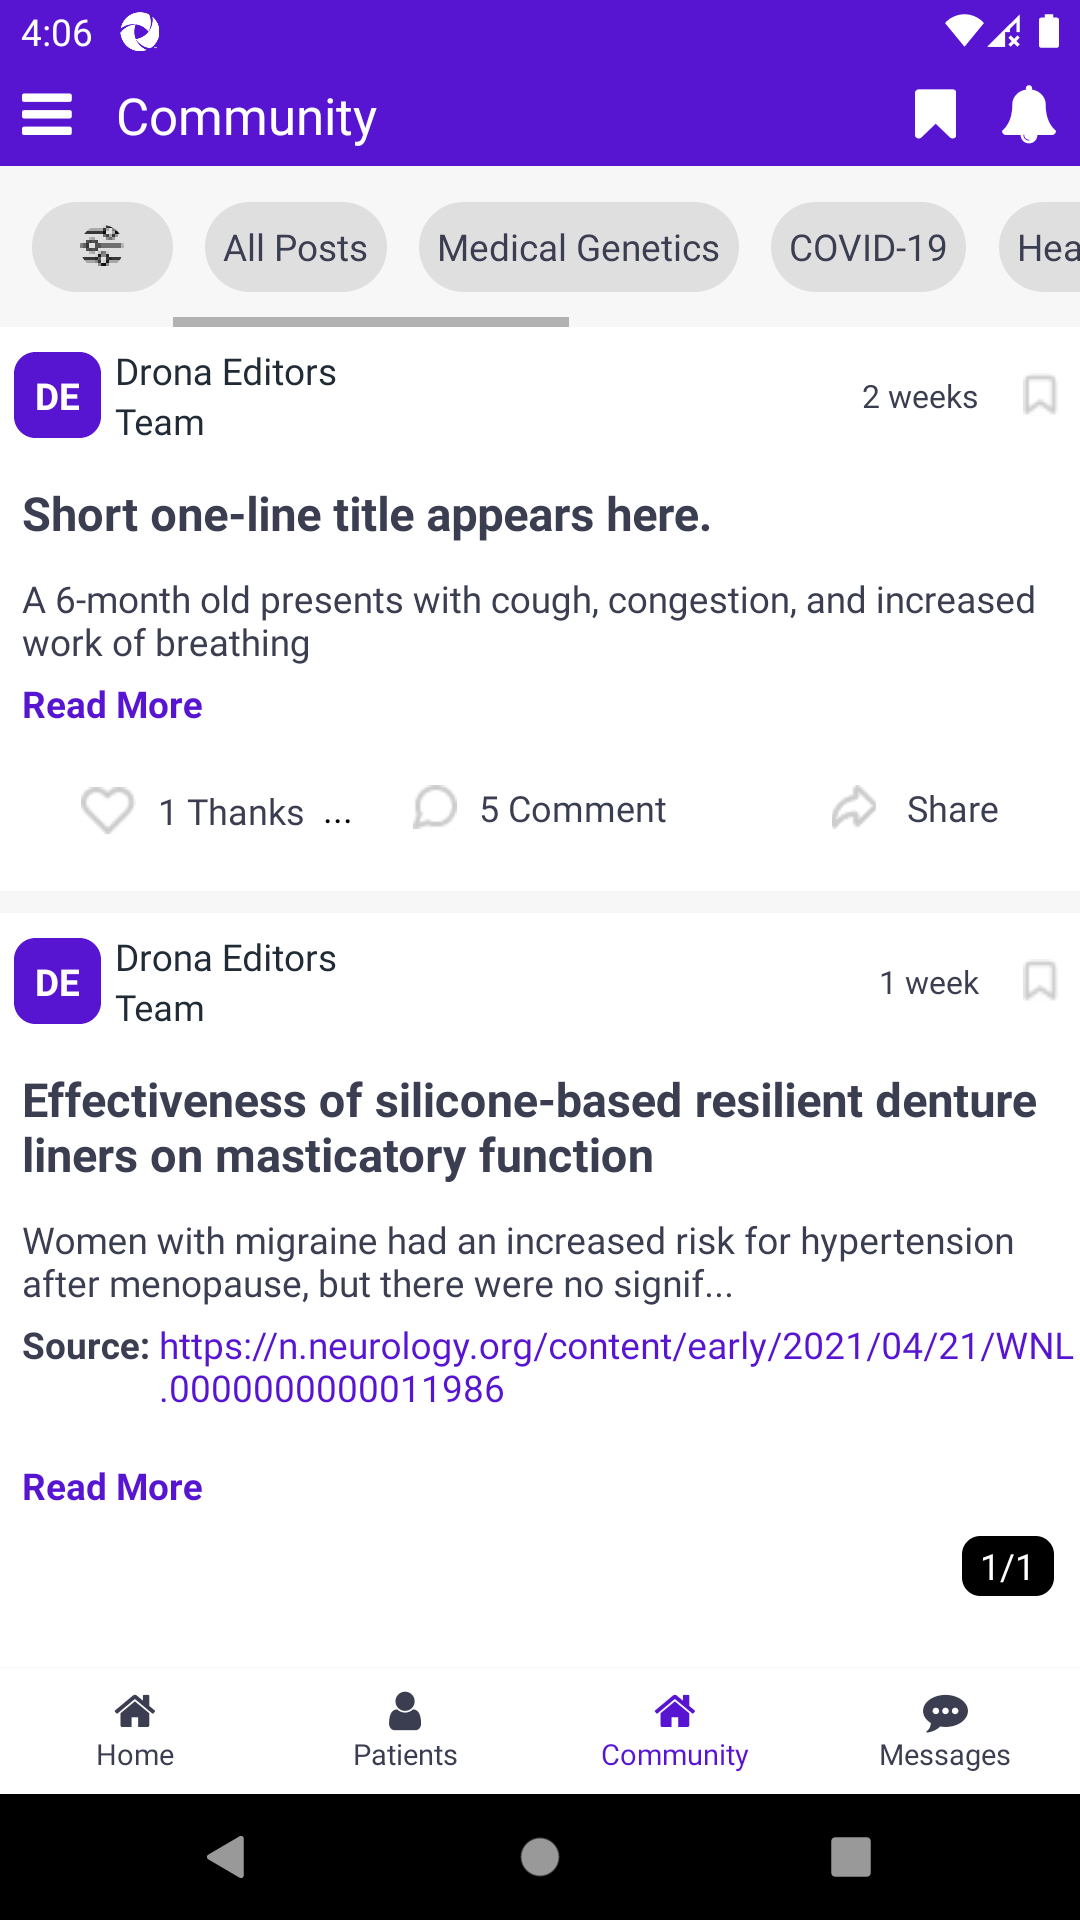 4:06
Community
All Posts
Medical Genetics
COVID-19
Hea
DE
Drona Editors
Team
2 weeks
Short one-line title appears here.
A 6-month old presents with cough, congestion, and increased
work of breathing
Read More
1 Thanks ...
5 Comment
Share
DE
Drona Editors
Team
1 week
Effectiveness of silicone-based resilient denture
liners on masticatory function
Women with migraine had an increased risk for hypertension
after menopause, but there were no signif...
Source: https://n.neurology.org/content/early/2021/04/21/WNL
.0000000000011986
Read More
1/1
Home
Patients
Community
Messages